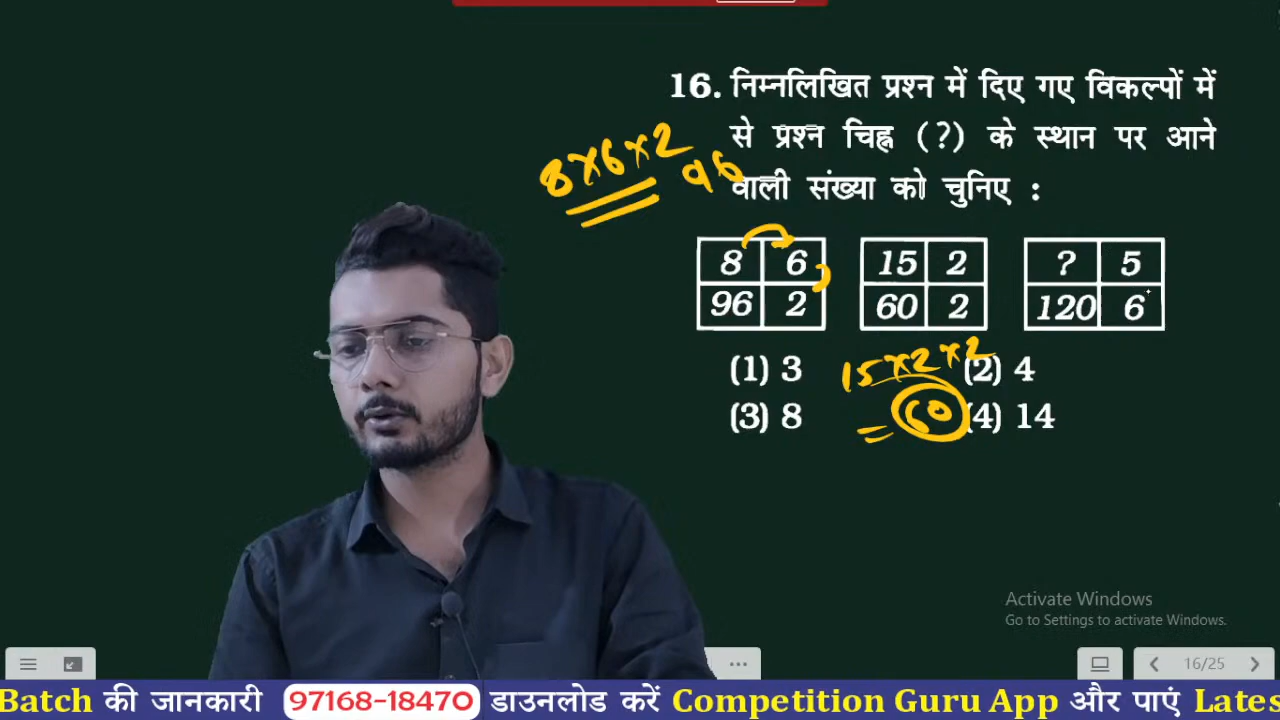 16. निम्नलिखित प्रश्न में दिए गए विकल्पों में
से प्रश्न चिह्न (?) के स्थान पर आने
वाली संख्या को चुनिए :
8×6×2
96
8 6 15 2 ? 5
96 2 60 2 120 6
(1) 3 (2) 4
(3) 8 (4) 14
15×2×2
= 60
Activate Windows
Go to Settings to activate Windows.
16/25
Batch की जानकारी 97168-18470 डाउनलोड करें Competition Guru App और पाएं Lates